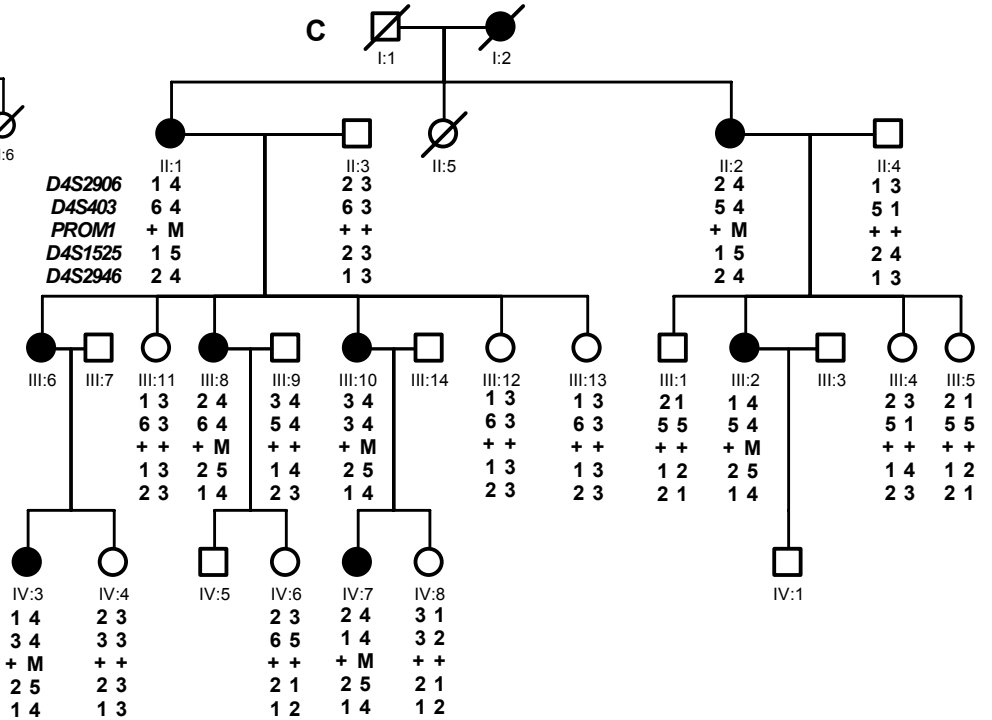 C
I:1 I:2
I:6
II:1 II:3 II:5 II:2 II:4
D4S2906 1 4 2 3 2 4 1 3
D4S403 6 4 6 3 5 4 5 1
PROM1 + M + + + M + +
D4S1525 1 5 2 3 1 5 2 4
D4S2946 2 4 1 3 2 4 1 3
III:6 III:7 III:11 III:8 III:9 III:10 III:14 III:12 III:13 III:1 III:2 III:3 III:4 III:5
1 3 2 4 3 4 3 4 1 3 1 3 2 1 1 4 2 3 2 1
6 3 6 4 5 4 3 4 6 3 6 3 5 5 5 4 5 1 5 5
+ + + M + + + M + + + + + + + M + + + +
1 3 2 5 1 4 2 5 1 3 1 3 1 2 2 5 1 4 1 2
2 3 1 4 2 3 1 4 2 3 2 3 2 1 1 4 2 3 2 1
IV:3 IV:4 IV:5 IV:6 IV:7 IV:8 IV:1
1 4 2 3 2 3 2 4 3 1
3 4 3 3 6 5 1 4 3 2
+ M + + + + + M + +
2 5 2 3 2 1 2 5 2 1
1 4 1 3 1 2 1 4 1 2